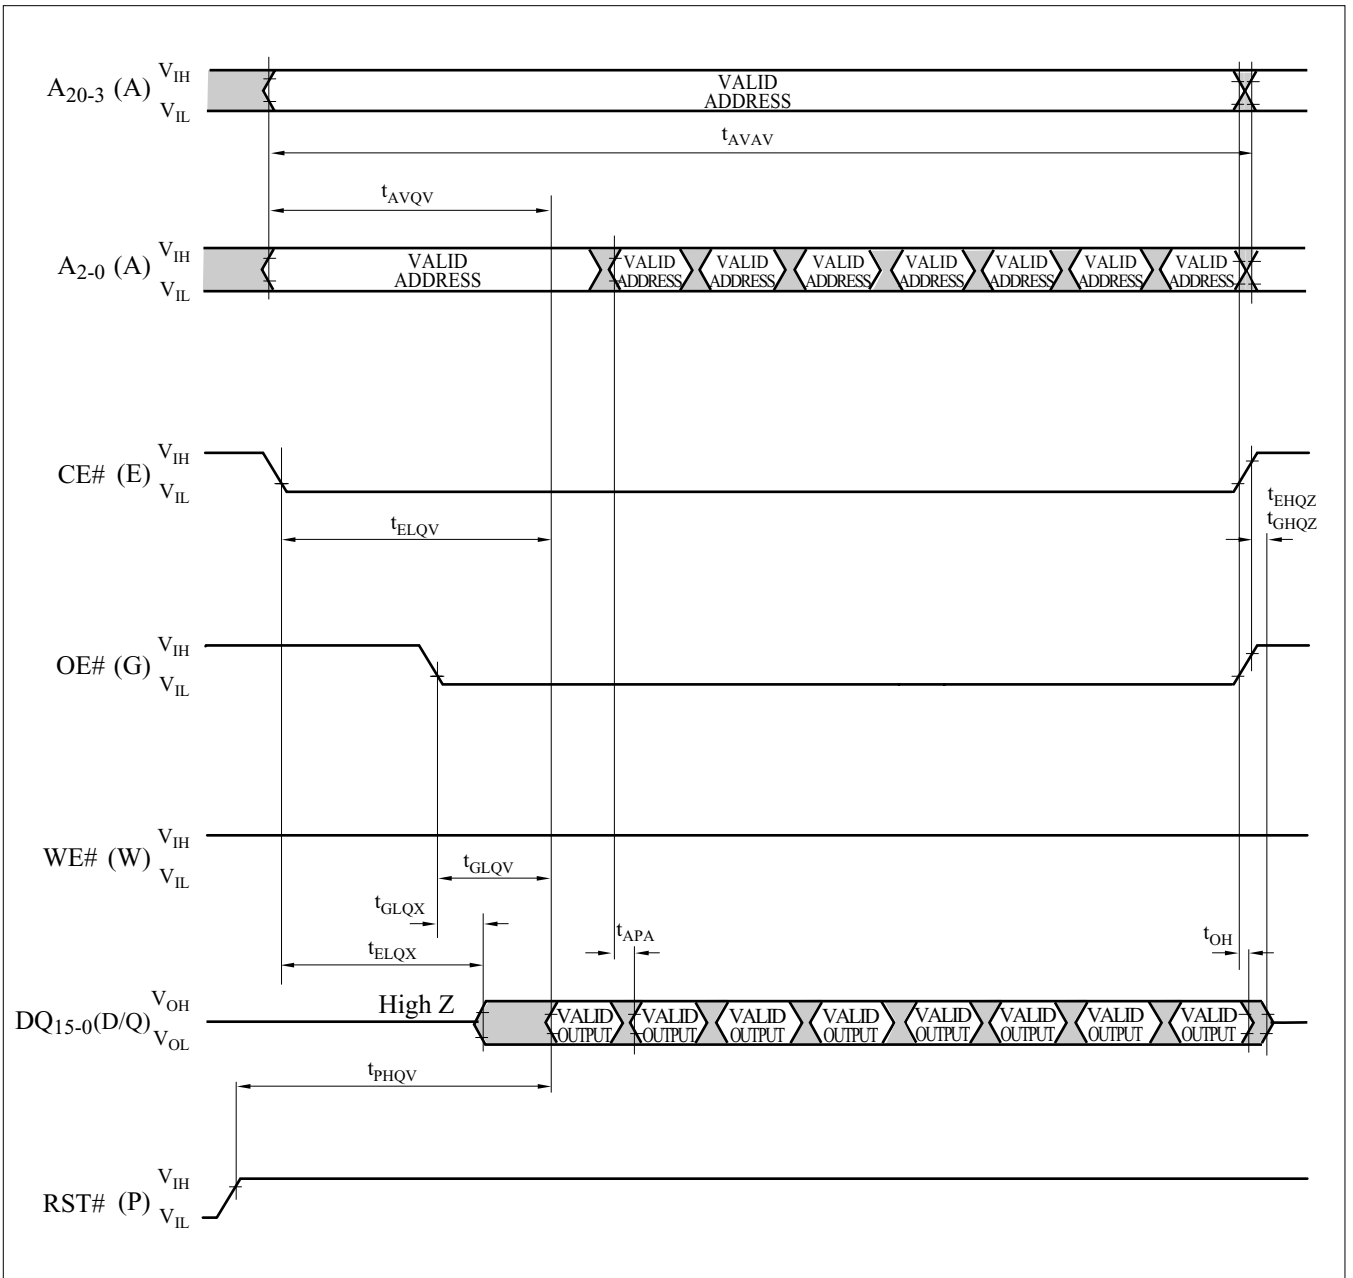 A20-3 (A) VIH
VIL
VALID
ADDRESS
tAVAV
tAVQV
A2-0 (A) VIH
VIL
VALID
ADDRESS
VALID
ADDRESS
VALID
ADDRESS
VALID
ADDRESS
VALID
ADDRESS
VALID
ADDRESS
VALID
ADDRESS
VALID
ADDRESS
CE# (E) VIH
VIL
tEHQZ
tGHQZ
tELQV
OE# (G) VIH
VIL
WE# (W) VIH
VIL
tGLQV
tGLQX
tAPA
tOH
tELQX
High Z
DQ15-0(D/Q) VOH
VOL
VALID
OUTPUT
VALID
OUTPUT
VALID
OUTPUT
VALID
OUTPUT
VALID
OUTPUT
VALID
OUTPUT
VALID
OUTPUT
VALID
OUTPUT
tPHQV
RST# (P) VIH
VIL